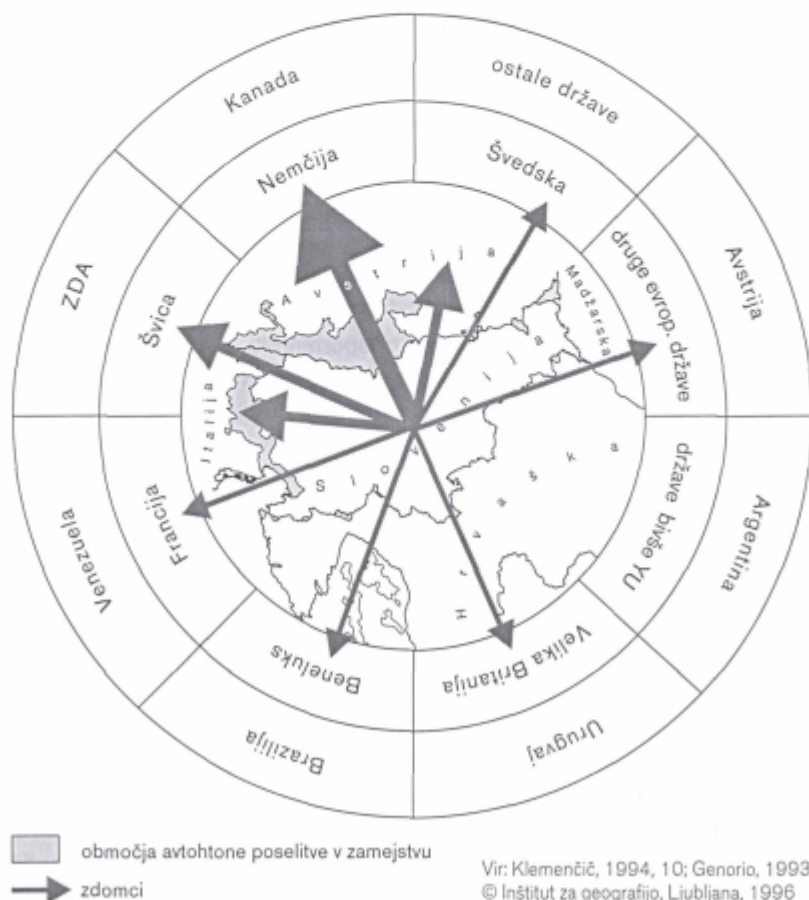 Kanada
ostale države
Nemčija
Švedska
ZDA
Švica
druge evrop. države
Avstrija
Avstrija
Madžarska
Italija
Slovenija
Hrvaška
Francija
Venezuela
države bivše YU
Argentina
Beneluks
Velika Britanija
Brazilija
Urugvaj
območja avtohtone poselitve v zamejstvu
zdomci
Vir: Klemenčič, 1994, 10; Genorio, 1993
© Inštitut za geografijo, Ljubljana, 1996